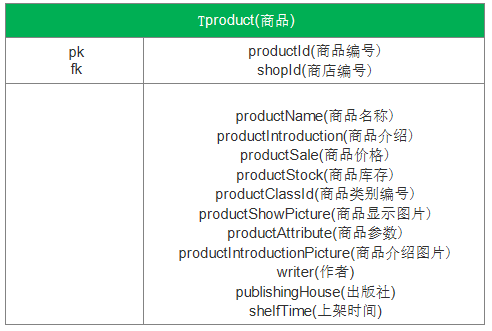 Tproduct(商品)
pk productId(商品编号)
fk shopId(商店编号)
productName(商品名称)
productIntroduction(商品介绍)
productSale(商品价格)
productStock(商品库存)
productClassId(商品类别编号)
productShowPicture(商品显示图片)
productAttribute(商品参数)
productIntroductionPicture(商品介绍图片)
writer(作者)
publishingHouse(出版社)
shelfTime(上架时间)